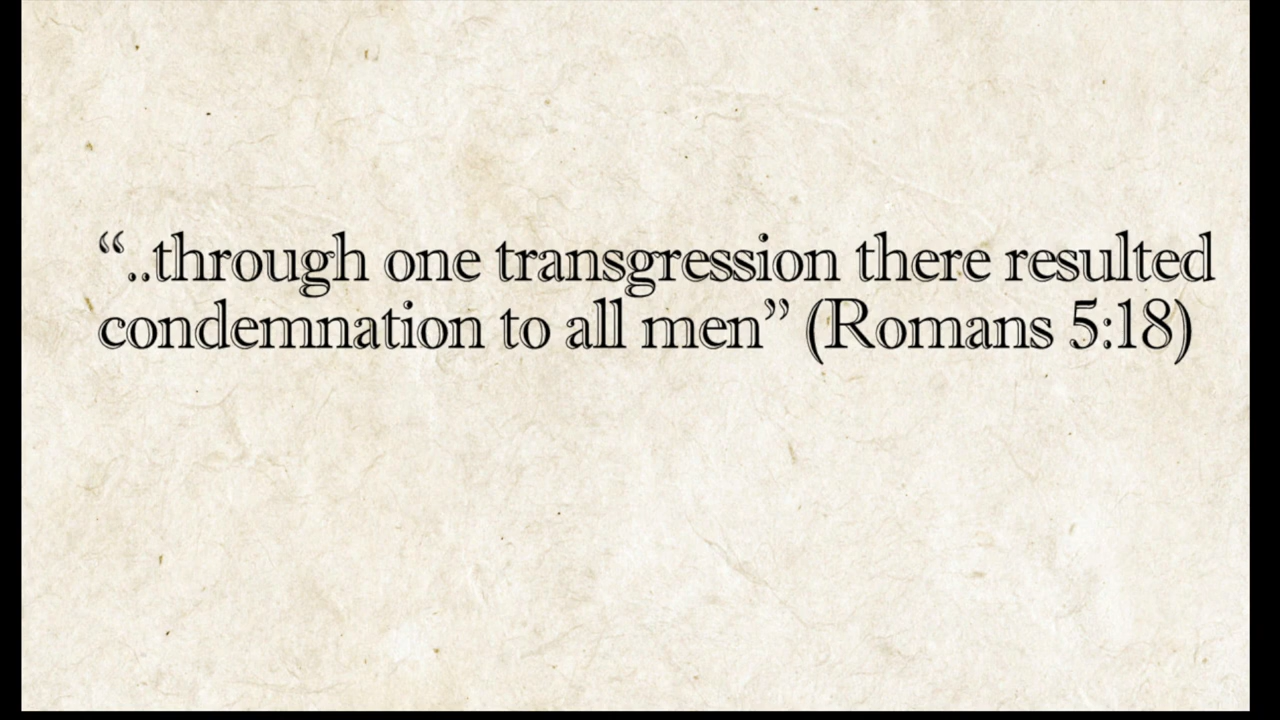 “..through one transgression there resulted
condemnation to all men” (Romans 5:18)